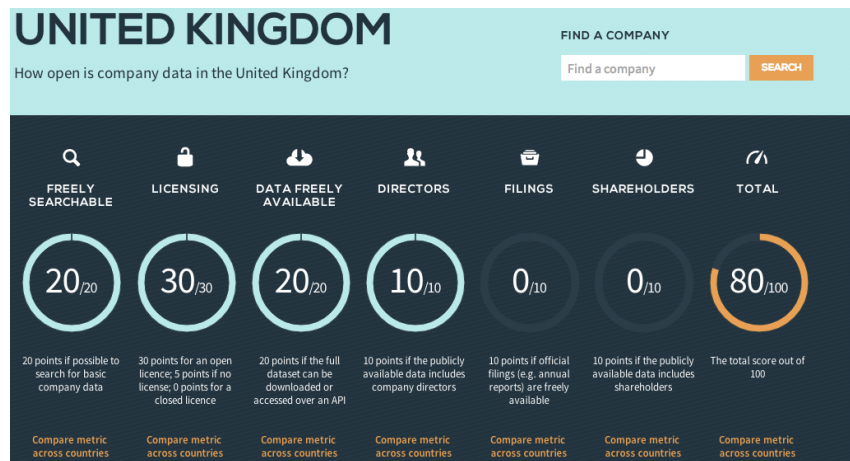 UNITED KINGDOM
How open is company data in the United Kingdom?
FIND A COMPANY
Find a company
SEARCH
FREELY
SEARCHABLE
LICENSING
DATA FREELY
AVAILABLE
DIRECTORS
FILINGS
SHAREHOLDERS
TOTAL
20/20
30/30
20/20
10/10
0/10
0/10
80/100
20 points if possible to
search for basic
company data
30 points for an open
licence; 5 points if no
license; 0 points for a
closed licence
20 points if the full
dataset can be
downloaded or
accessed over an API
10 points if the publicly
available data includes
company directors
10 points if official
filings (e.g. annual
reports) are freely
available
10 points if the publicly
available data includes
shareholders
The total score out of
100
Compare metric
across countries
Compare metric
across countries
Compare metric
across countries
Compare metric
across countries
Compare metric
across countries
Compare metric
across countries
Compare metric
across countries